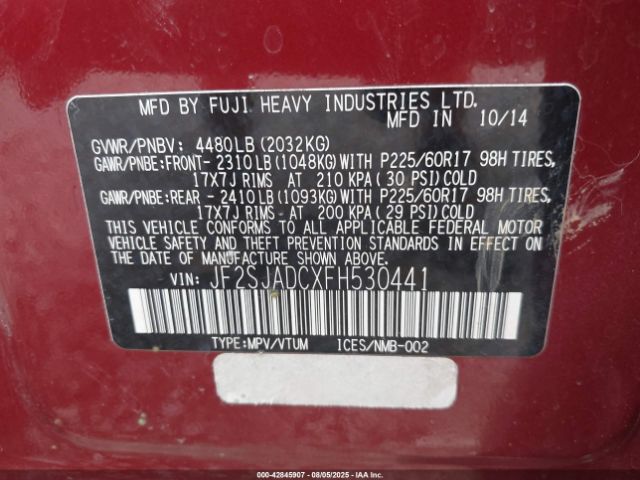 MFD BY FUJI HEAVY INDUSTRIES LTD.
MFD IN 10/14
GVWR/PNBV: 4480LB(2032KG)
GAWR/PNBE:FRONT- 2310LB(1048KG)WITH P225/60R17 98H TIRES,
17X7J RIMS AT 210 KPA(30 PSI)COLD
GAWR/PNBE:REAR - 2410LB(1093KG)WITH P225/60R17 98H TIRES,
17X7J RIMS AT 200 KPA(29 PSI)COLD
THIS VEHICLE CONFORMS TO ALL APPLICABLE FEDERAL MOTOR
VEHICLE SAFETY AND THEFT PREVENTION STANDARDS IN EFFECT ON
THE DATE OF MANUFACTURE SHOWN ABOVE.
VIN: JF2SJADCXFH530441
TYPE:MPV/VTUM ICES/NMB-002
000-42845907 - 08/05/2025 - IAAI.COM